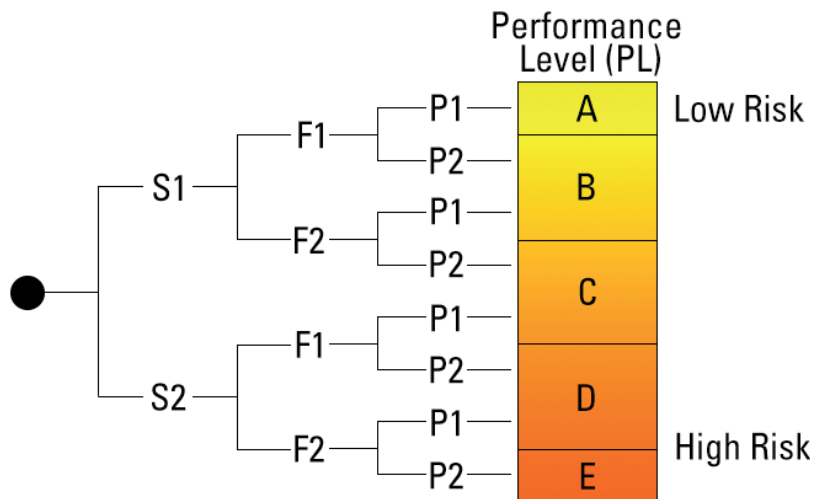 Performance
Level (PL)
P1
A
Low Risk
F1
P2
S1
B
P1
F2
P2
C
P1
F1
P2
S2
D
P1
F2
High Risk
P2
E